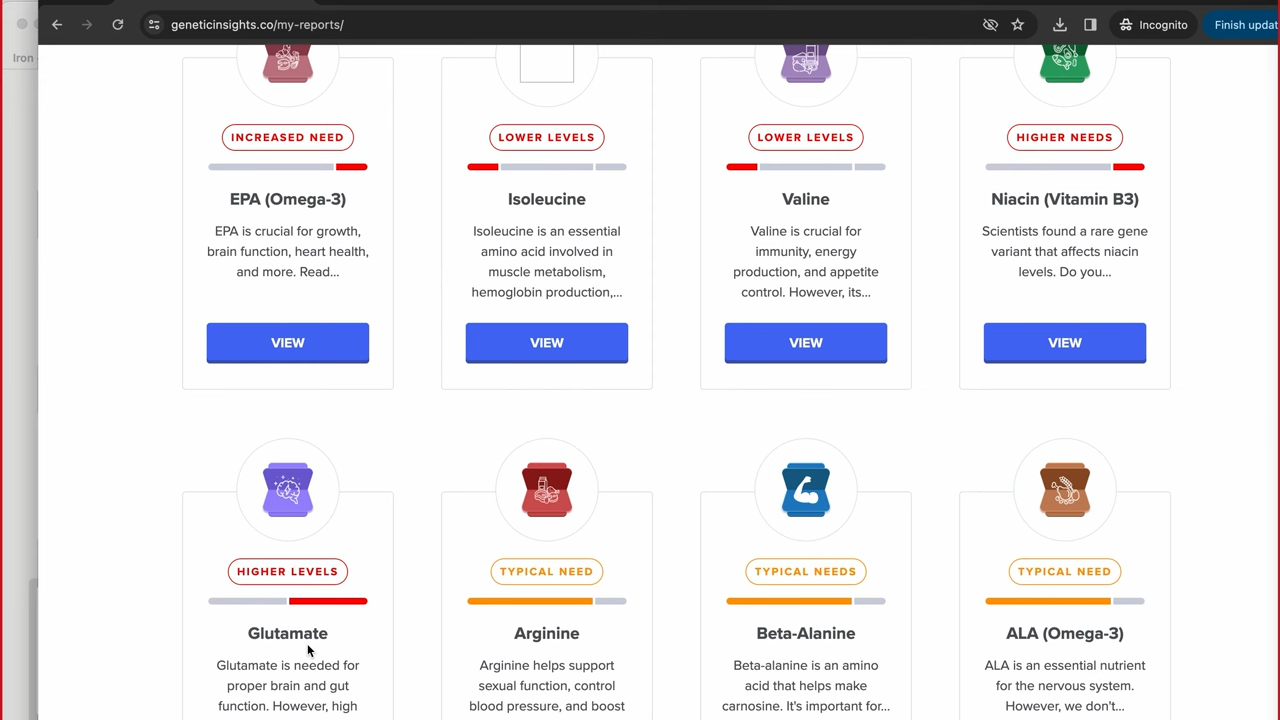 geneticinsights.co/my-reports/
Incognito
Finish updat
Iron
INCREASED NEED
LOWER LEVELS
LOWER LEVELS
HIGHER NEEDS
EPA (Omega-3)
Isoleucine
Valine
Niacin (Vitamin B3)
EPA is crucial for growth,
brain function, heart health,
and more. Read...
Isoleucine is an essential
amino acid involved in
muscle metabolism,
hemoglobin production,...
Valine is crucial for
immunity, energy
production, and appetite
control. However, its...
Scientists found a rare gene
variant that affects niacin
levels. Do you...
VIEW
VIEW
VIEW
VIEW
HIGHER LEVELS
TYPICAL NEED
TYPICAL NEEDS
TYPICAL NEED
Glutamate
Arginine
Beta-Alanine
ALA (Omega-3)
Glutamate is needed for
proper brain and gut
function. However, high
Arginine helps support
sexual function, control
blood pressure, and boost
Beta-alanine is an amino
acid that helps make
carnosine. It's important for...
ALA is an essential nutrient
for the nervous system.
However, we don't...